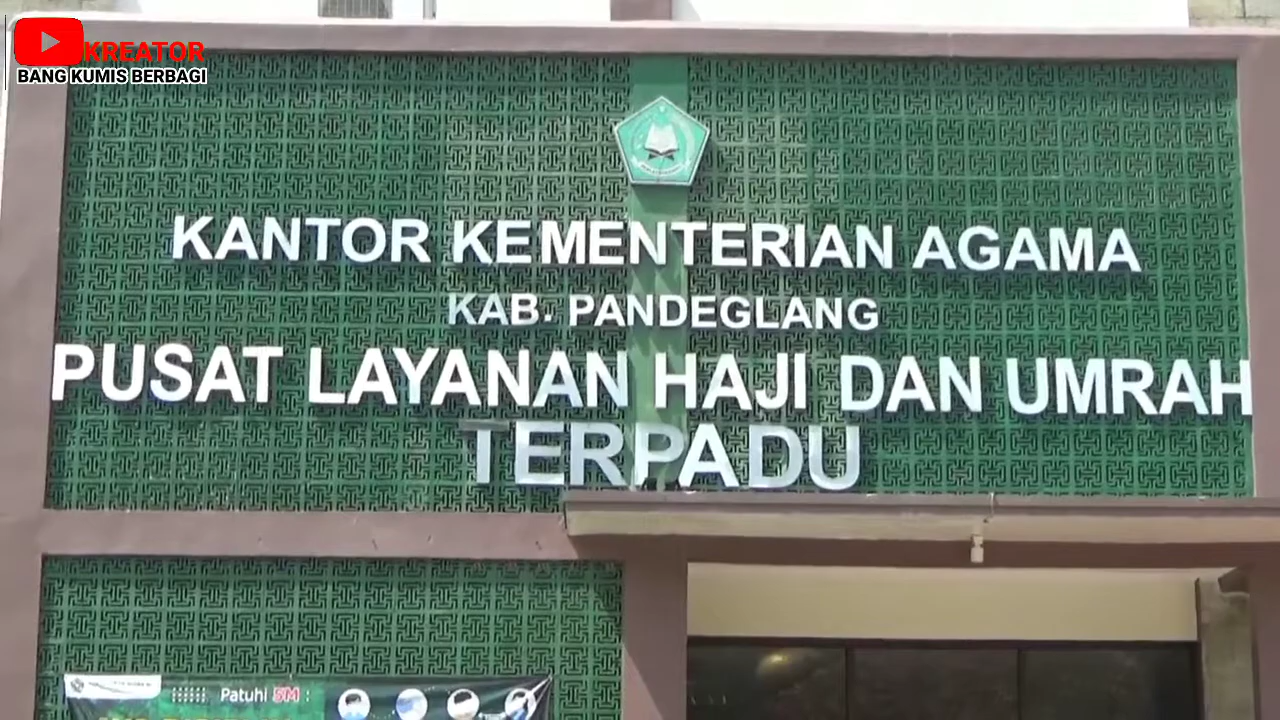 KREATOR
BANG KUMIS BERBAGI
KANTOR KEMENTERIAN AGAMA
KAB. PANDEGLANG
PUSAT LAYANAN HAJI DAN UMRAH
TERPADU
Patuhi 5M :